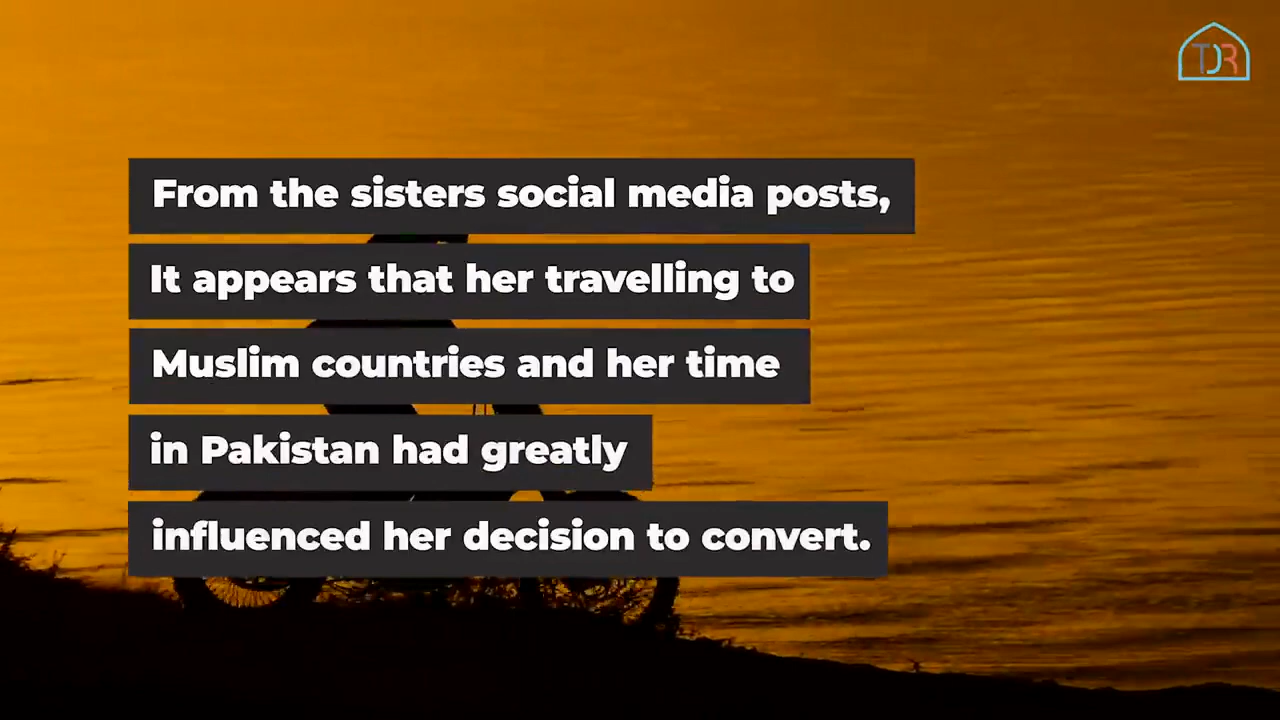 TDR
From the sisters social media posts,
It appears that her travelling to
Muslim countries and her time
in Pakistan had greatly
influenced her decision to convert.